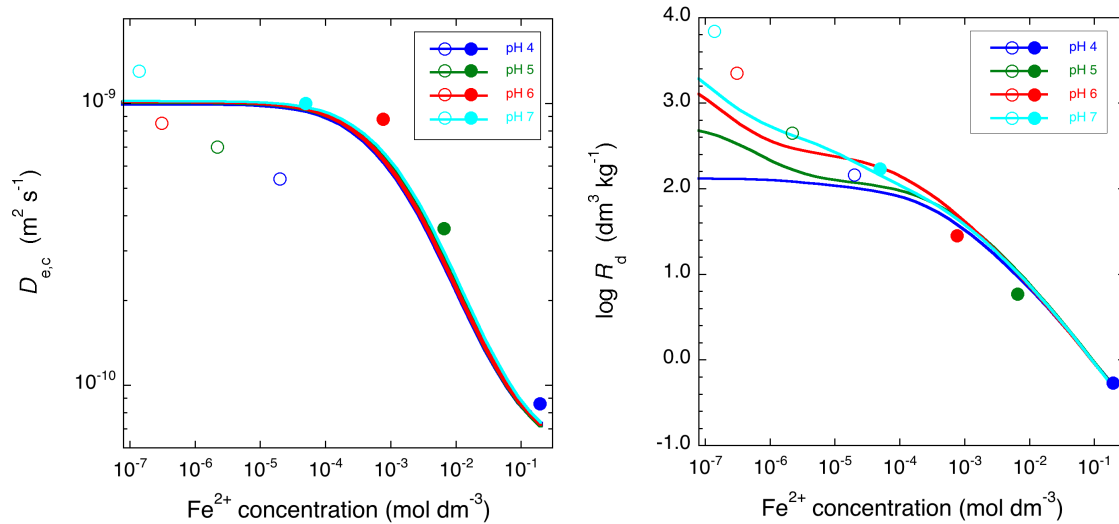 10⁻⁹
10⁻¹⁰
D e,c (m² s⁻¹)
pH 4
pH 5
pH 6
pH 7
10⁻⁷ 10⁻⁶ 10⁻⁵ 10⁻⁴ 10⁻³ 10⁻² 10⁻¹
Fe²⁺ concentration (mol dm⁻³)
4.0
3.0
2.0
1.0
0.0
-1.0
log R d (dm³ kg⁻¹)
pH 4
pH 5
pH 6
pH 7
10⁻⁷ 10⁻⁶ 10⁻⁵ 10⁻⁴ 10⁻³ 10⁻² 10⁻¹
Fe²⁺ concentration (mol dm⁻³)